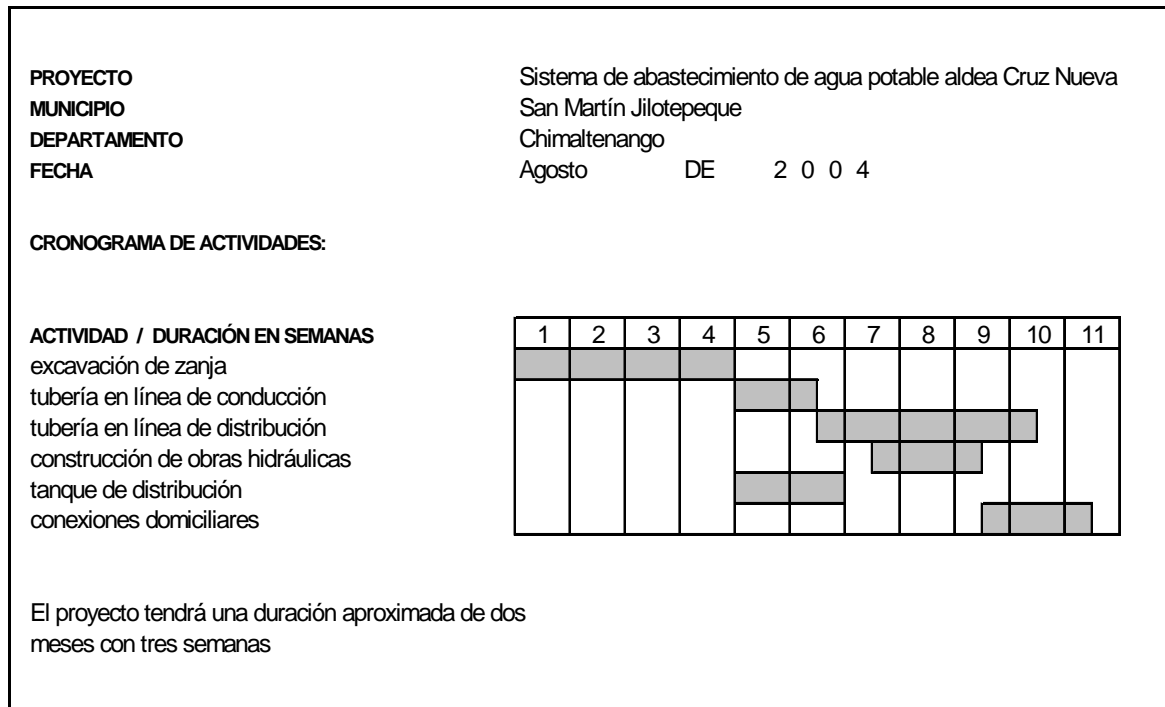 PROYECTO Sistema de abastecimiento de agua potable aldea Cruz Nueva
MUNICIPIO San Martín Jilotepeque
DEPARTAMENTO Chimaltenango
FECHA Agosto DE 2 0 0 4
CRONOGRAMA DE ACTIVIDADES:
ACTIVIDAD / DURACIÓN EN SEMANAS 1 2 3 4 5 6 7 8 9 10 11
excavación de zanja
tubería en línea de conducción
tubería en línea de distribución
construcción de obras hidráulicas
tanque de distribución
conexiones domiciliares
El proyecto tendrá una duración aproximada de dos
meses con tres semanas